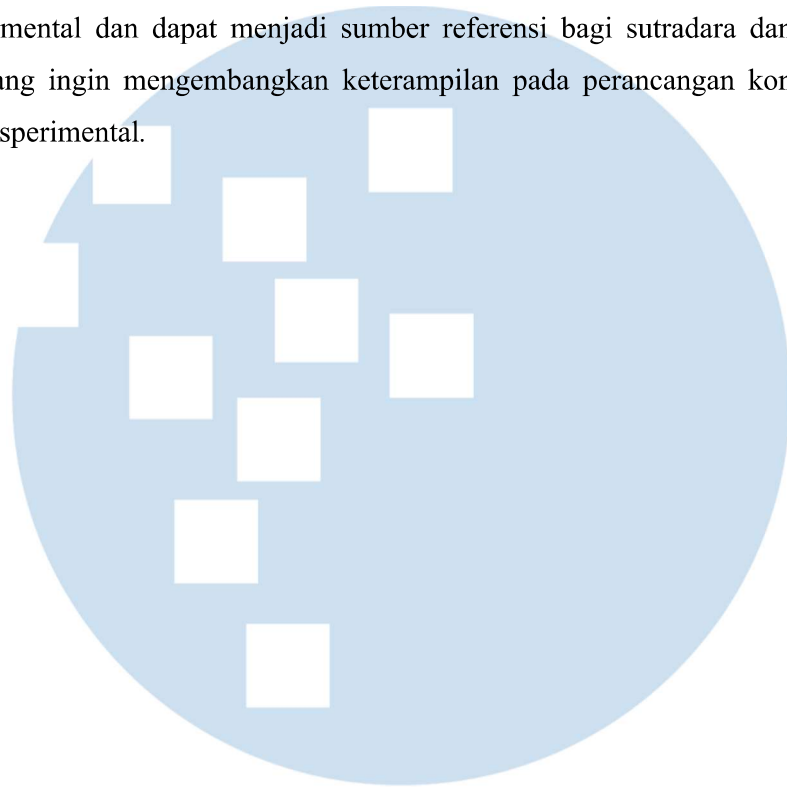 mental dan dapat menjadi sumber referensi bagi sutradara dan
ang ingin mengembangkan keterampilan pada perancangan kon
sperimental.